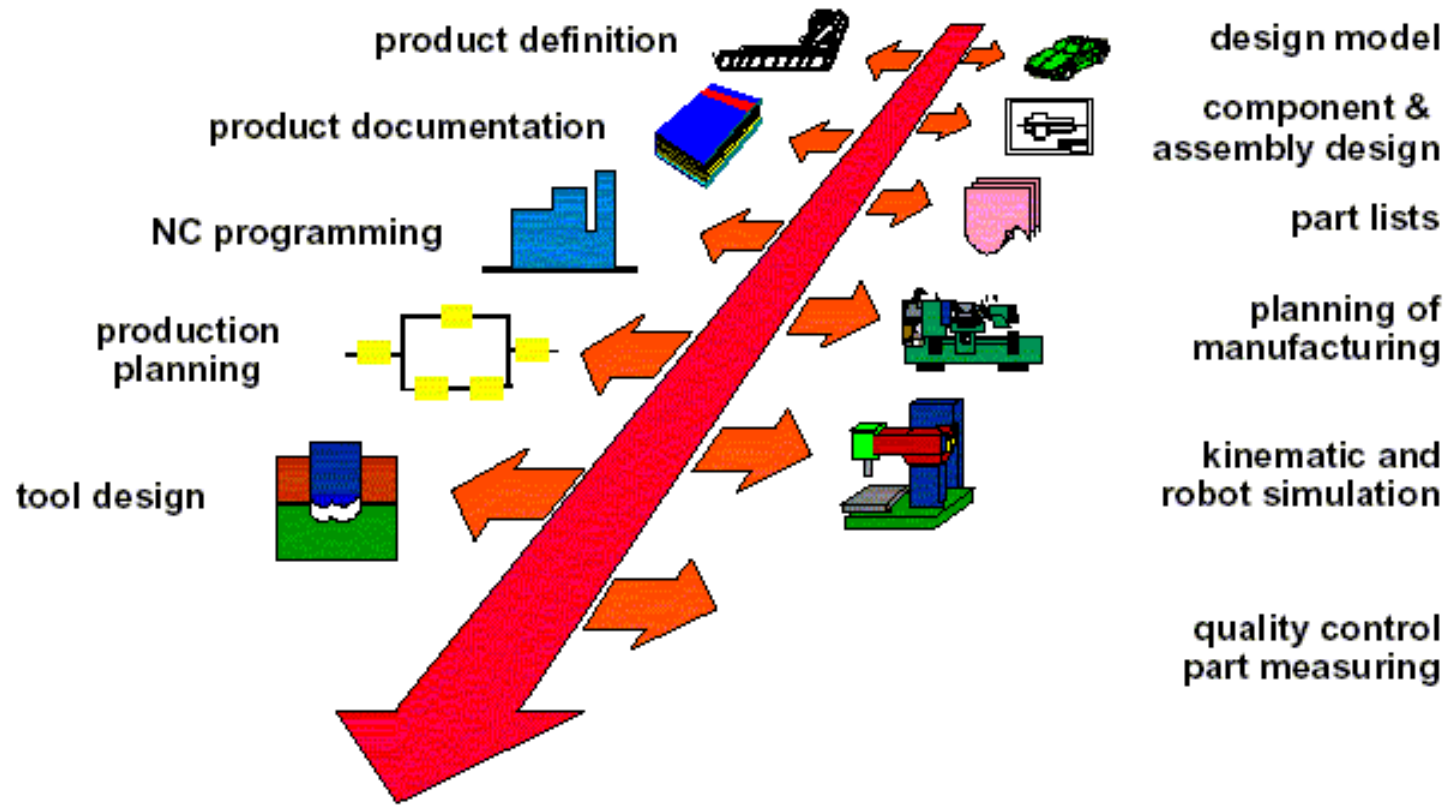 product definition
design model
product documentation
component &
assembly design
NC programming
part lists
production
planning
planning of
manufacturing
tool design
kinematic and
robot simulation
quality control
part measuring